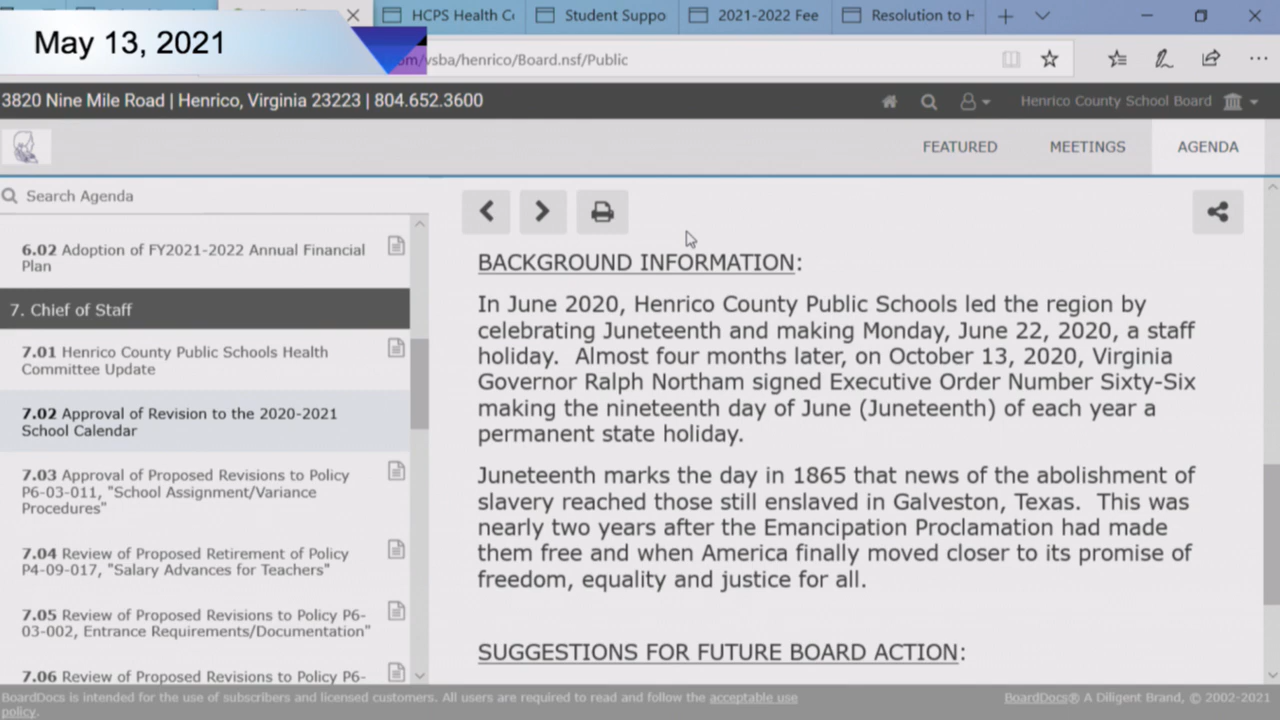 HCPS Health Co
Student Suppo
2021-2022 Fee
Resolution to H
May 13, 2021
om/vsba/henrico/Board.nsf/Public
3820 Nine Mile Road | Henrico, Virginia 23223 | 804.652.3600
Henrico County School Board
FEATURED
MEETINGS
AGENDA
Search Agenda
6.02 Adoption of FY2021-2022 Annual Financial
Plan
7. Chief of Staff
7.01 Henrico County Public Schools Health
Committee Update
7.02 Approval of Revision to the 2020-2021
School Calendar
7.03 Approval of Proposed Revisions to Policy
P6-03-011, "School Assignment/Variance
Procedures"
7.04 Review of Proposed Retirement of Policy
P4-09-017, "Salary Advances for Teachers"
7.05 Review of Proposed Revisions to Policy P6-
03-002, Entrance Requirements/Documentation"
7.06 Review of Proposed Revisions to Policy P6-
BACKGROUND INFORMATION:
In June 2020, Henrico County Public Schools led the region by
celebrating Juneteenth and making Monday, June 22, 2020, a staff
holiday.  Almost four months later, on October 13, 2020, Virginia
Governor Ralph Northam signed Executive Order Number Sixty-Six
making the nineteenth day of June (Juneteenth) of each year a
permanent state holiday.
Juneteenth marks the day in 1865 that news of the abolishment of
slavery reached those still enslaved in Galveston, Texas.  This was
nearly two years after the Emancipation Proclamation had made
them free and when America finally moved closer to its promise of
freedom, equality and justice for all.
SUGGESTIONS FOR FUTURE BOARD ACTION:
BoardDocs is intended for the use of subscribers and licensed customers. All users are required to read and follow the acceptable use
policy.
BoardDocs® A Diligent Brand, © 2002-2021